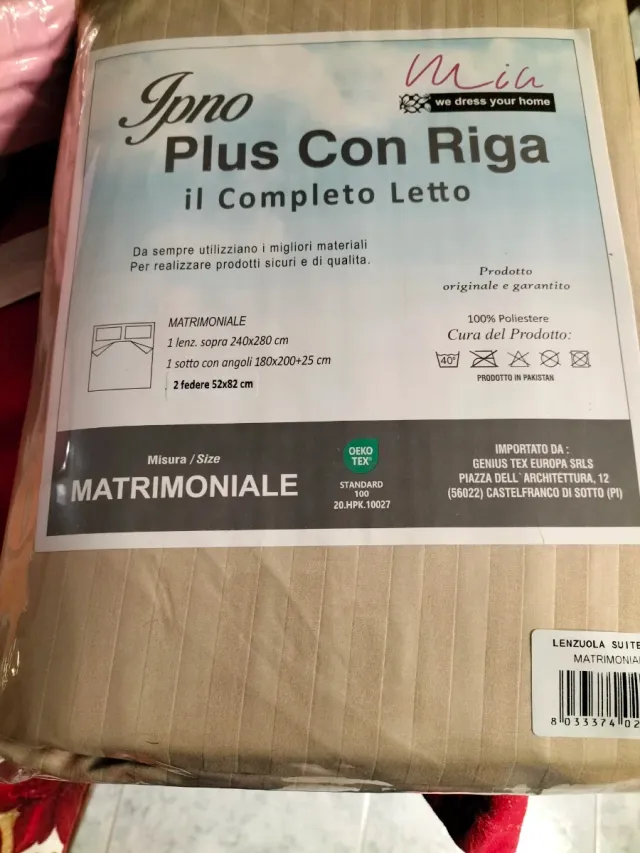 Ipno
Mia
we dress your home
Plus Con Riga
il Completo Letto
Da sempre utilizziano i migliori materiali
Per realizzare prodotti sicuri e di qualita.
Prodotto
originale e garantito
MATRIMONIALE
1 lenz. sopra 240x280 cm
1 sotto con angoli 180x200+25 cm
2 federe 52x82 cm
100% Poliestere
Cura del Prodotto:
40°
PRODOTTO IN PAKISTAN
Misura / Size
MATRIMONIALE
OEKO
TEX®
STANDARD
100
20.HPK.10027
IMPORTATO DA :
GENIUS TEX EUROPA SRLS
PIAZZA DELL`ARCHITETTURA, 12
(56022) CASTELFRANCO DI SOTTO (PI)
LENZUOLA SUITE
MATRIMONIA
8 033374 02